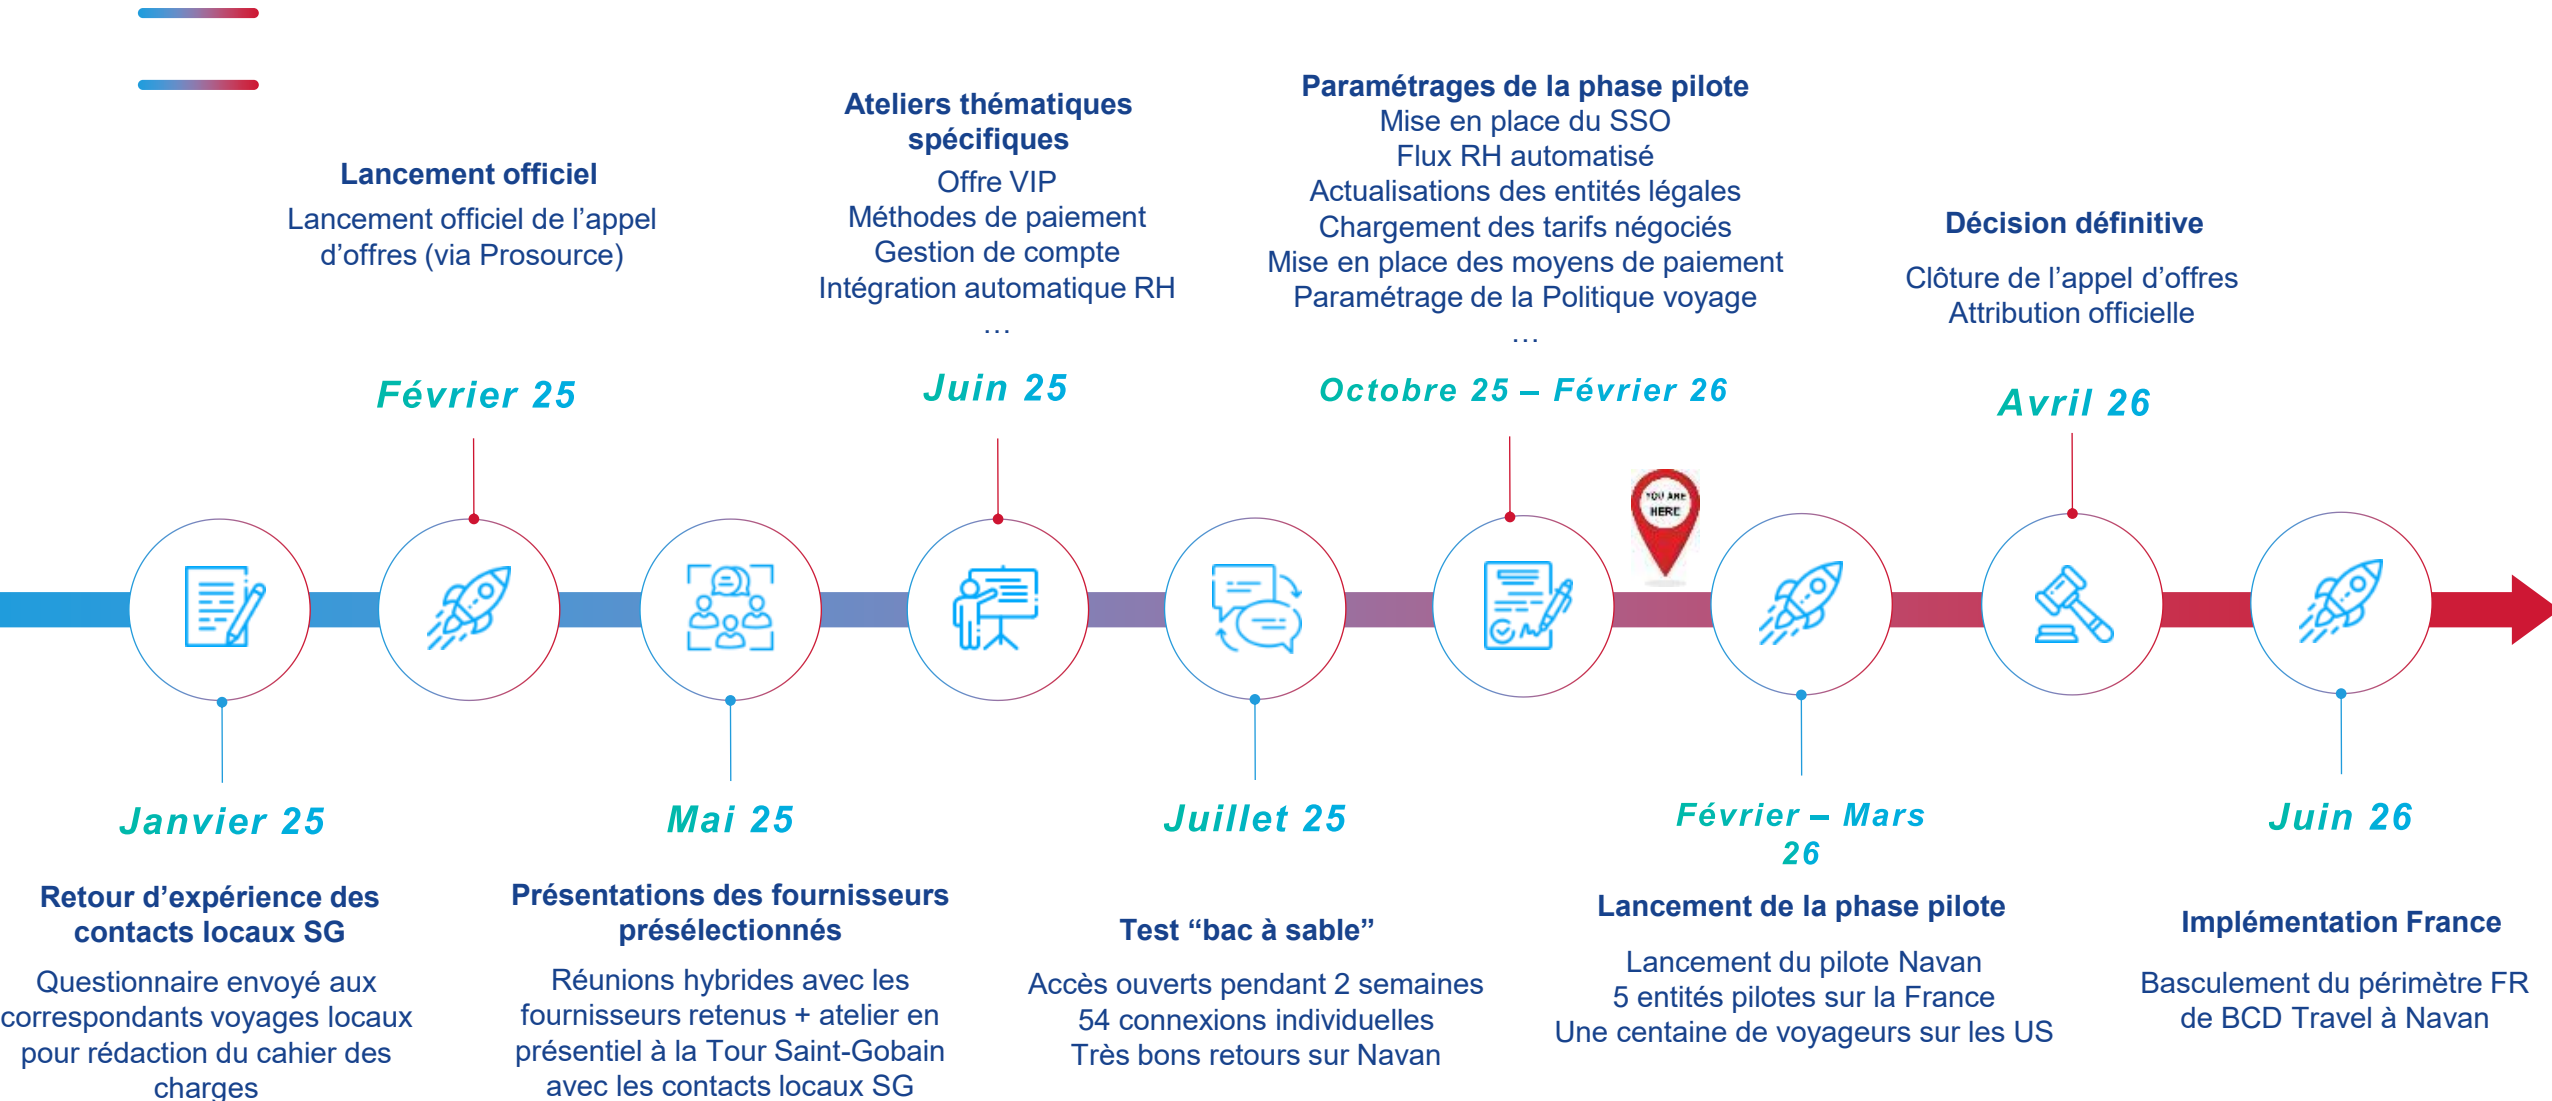 Lancement officiel
Lancement officiel de l’appel
d’offres (via Prosource)
Février 25
Ateliers thématiques
spécifiques
Offre VIP
Méthodes de paiement
Gestion de compte
Intégration automatique RH
…
Juin 25
Paramétrages de la phase pilote
Mise en place du SSO
Flux RH automatisé
Actualisations des entités légales
Chargement des tarifs négociés
Mise en place des moyens de paiement
Paramétrage de la Politique voyage
…
Octobre 25 – Février 26
Décision définitive
Clôture de l’appel d’offres
Attribution officielle
Avril 26
YOU ARE
HERE
Janvier 25
Retour d’expérience des
contacts locaux SG
Questionnaire envoyé aux
correspondants voyages locaux
pour rédaction du cahier des
charges
Mai 25
Présentations des fournisseurs
présélectionnés
Réunions hybrides avec les
fournisseurs retenus + atelier en
présentiel à la Tour Saint-Gobain
avec les contacts locaux SG
Juillet 25
Test “bac à sable”
Accès ouverts pendant 2 semaines
54 connexions individuelles
Très bons retours sur Navan
Février – Mars
26
Lancement de la phase pilote
Lancement du pilote Navan
5 entités pilotes sur la France
Une centaine de voyageurs sur les US
Juin 26
Implémentation France
Basculement du périmètre FR
de BCD Travel à Navan